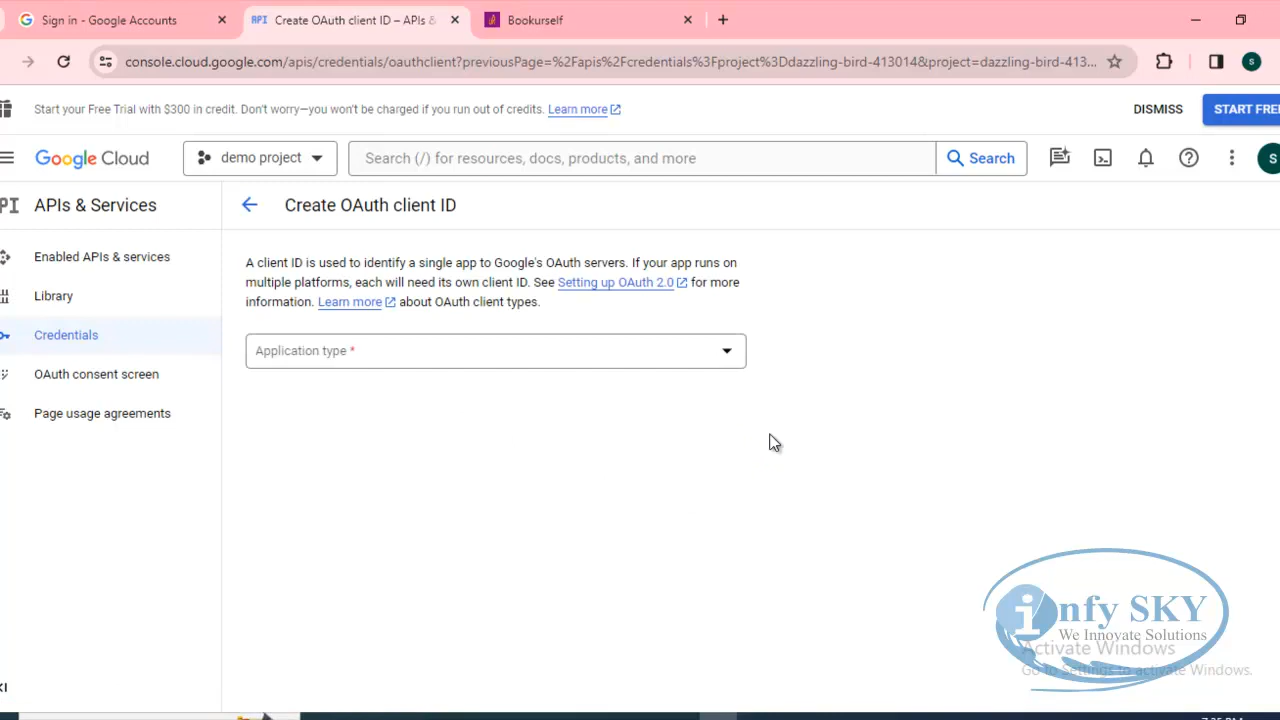 Sign in - Google Accounts
Create OAuth client ID – APIs &
Bookurself
console.cloud.google.com/apis/credentials/oauthclient?previousPage=%2Fapis%2Fcredentials%3Fproject%3Ddazzling-bird-413014&project=dazzling-bird-413...
S
Start your Free Trial with $300 in credit. Don't worry—you won't be charged if you run out of credits. Learn more
DISMISS
START FREE
Google Cloud
demo project
Search (/) for resources, docs, products, and more
Search
S
API
APIs & Services
Create OAuth client ID
Enabled APIs & services
Library
Credentials
OAuth consent screen
Page usage agreements
A client ID is used to identify a single app to Google's OAuth servers. If your app runs on
multiple platforms, each will need its own client ID. See Setting up OAuth 2.0 for more
information. Learn more about OAuth client types.
Application type *
infy SKY
We Innovate Solutions
Activate Windows
Go to Settings to activate Windows.